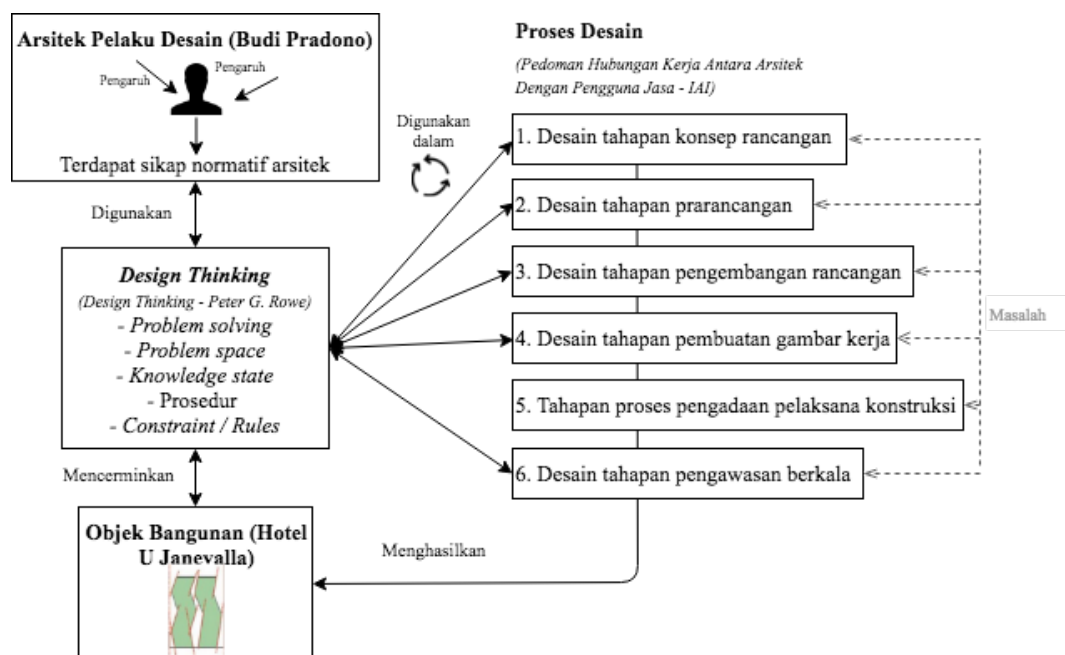 Arsitek Pelaku Desain (Budi Pradono)
Pengaruh
Pengaruh
Terdapat sikap normatif arsitek
Digunakan
Design Thinking
(Design Thinking - Peter G. Rowe)
- Problem solving
- Problem space
- Knowledge state
- Prosedur
- Constraint / Rules
Mencerminkan
Objek Bangunan (Hotel
U Janevalla)
Proses Desain
(Pedoman Hubungan Kerja Antara Arsitek
Dengan Pengguna Jasa - IAI)
Digunakan
dalam
1. Desain tahapan konsep rancangan
2. Desain tahapan prarancangan
3. Desain tahapan pengembangan rancangan
4. Desain tahapan pembuatan gambar kerja
5. Tahapan proses pengadaan pelaksana konstruksi
6. Desain tahapan pengawasan berkala
Masalah
Menghasilkan